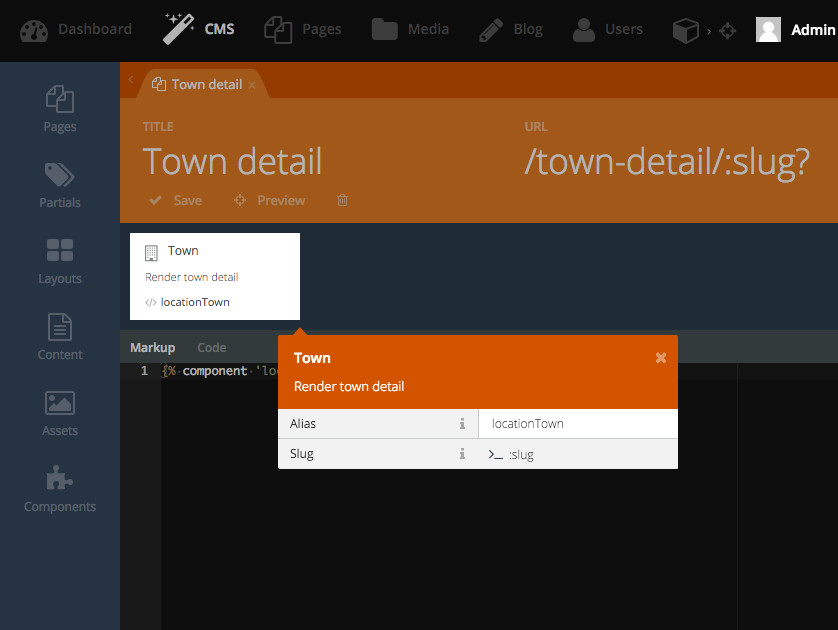 Dashboard CMS Pages Media Blog Users › Admin
Town detail
TITLE URL
Town detail /town-detail/:slug?
Save Preview
Pages
Partials
Layouts
Content
Assets
Components
Town
Render town detail
</> locationTown
Markup Code
1 {% component 'lo
Town
Render town detail
Alias locationTown
Slug :slug